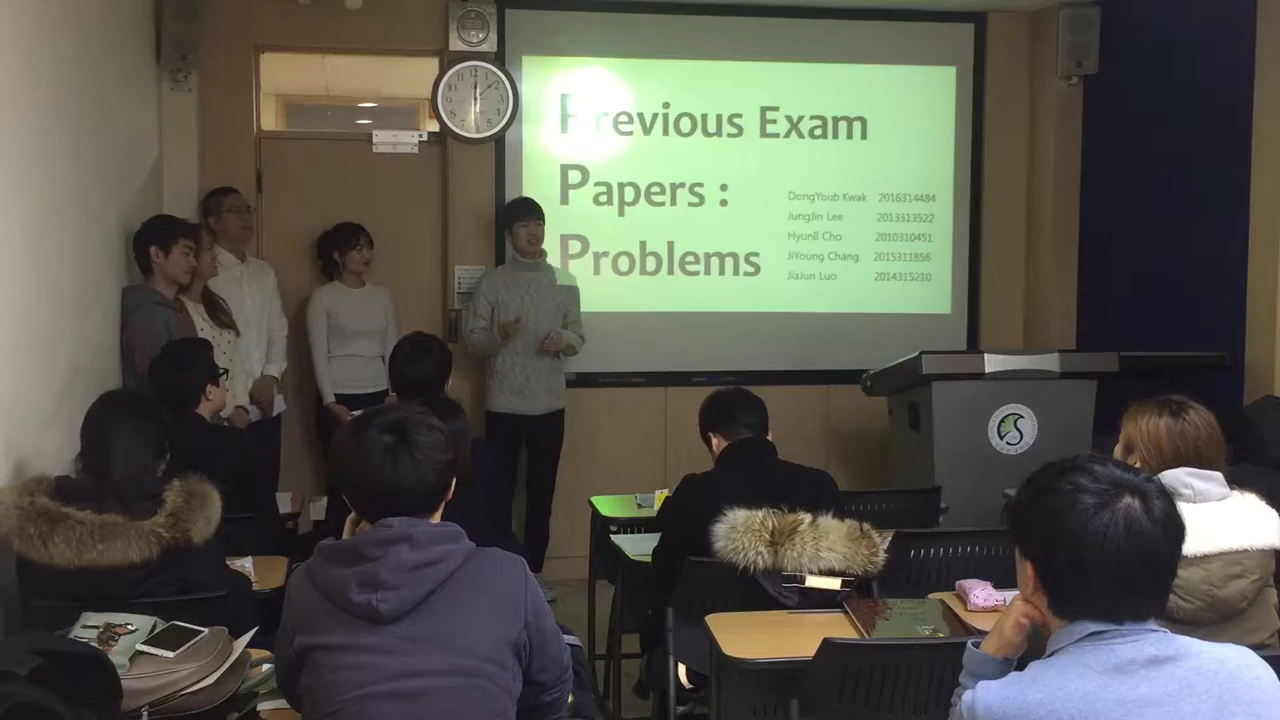 Previous Exam
Papers :
Problems
DongYoub Kwak 2016314484
JungJin Lee 2013313522
HyunIl Cho 2010310451
JiYoung Chang 2015311856
JiaJun Luo 2014315210